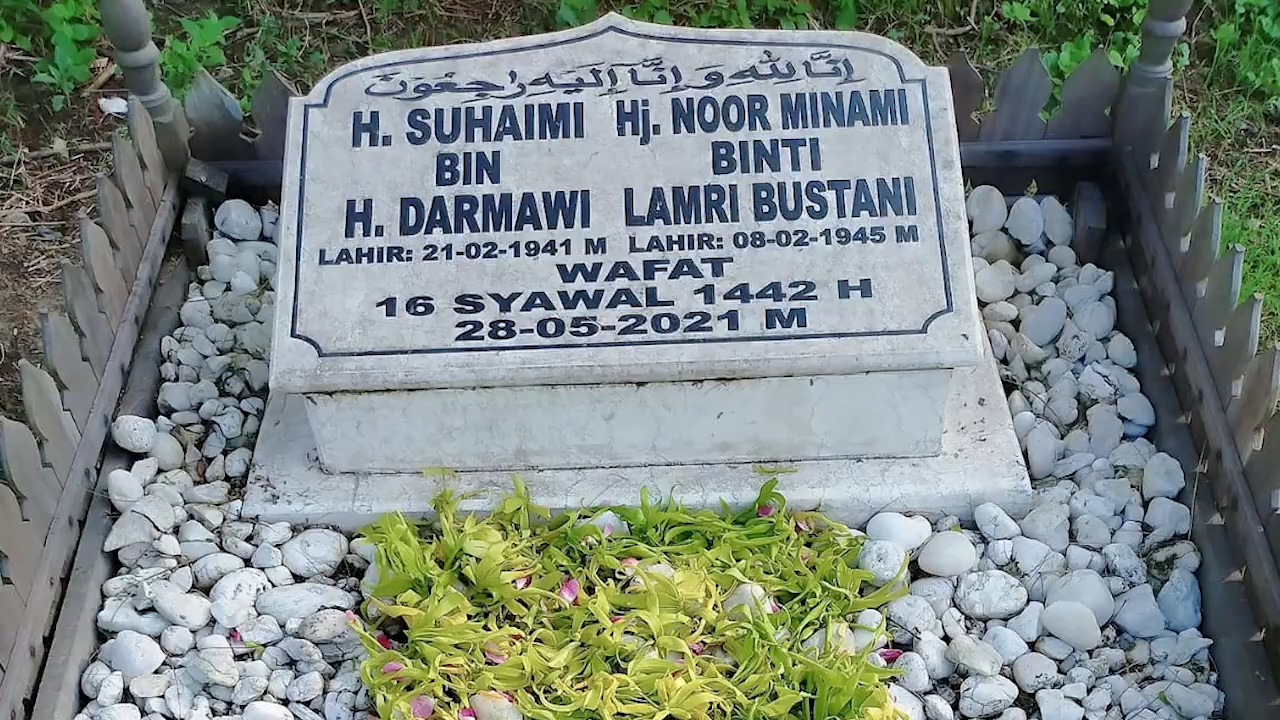 إِنَّا لِلّٰهِ وَإِنَّآ إِلَيْهِ رَاجِعُوْنَ
H. SUHAIMI Hj. NOOR MINAMI
BIN BINTI
H. DARMAWI LAMRI BUSTANI
LAHIR: 21-02-1941 M LAHIR: 08-02-1945 M
WAFAT
16 SYAWAL 1442 H
28-05-2021 M